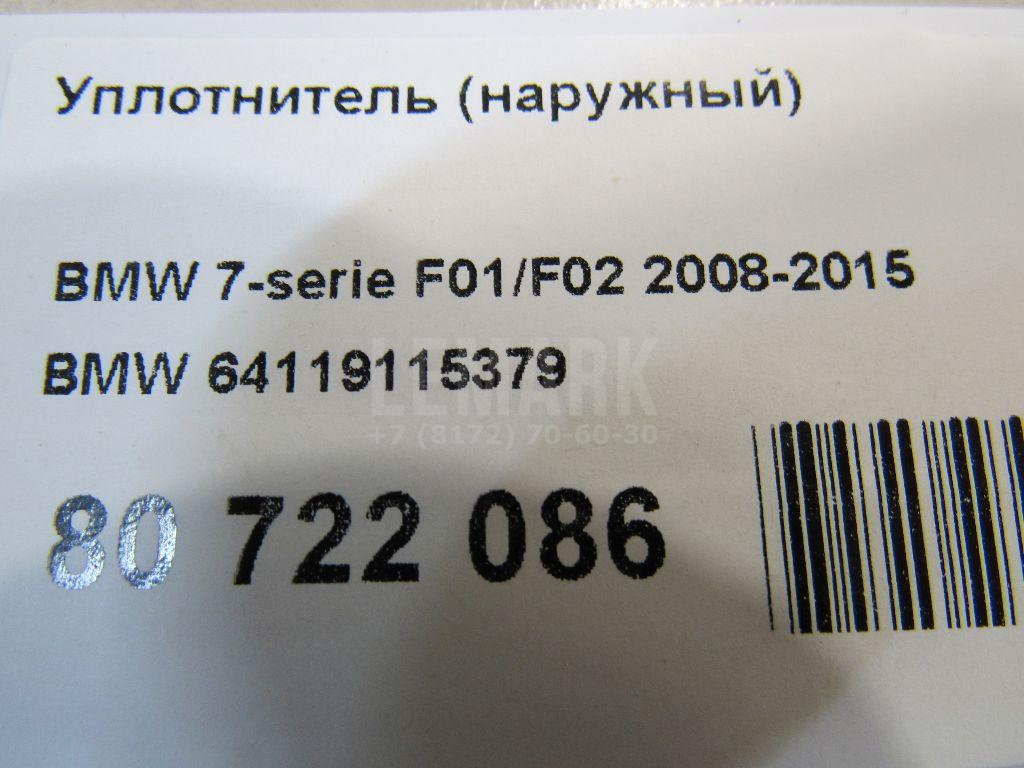 Уплотнитель (наружный)
BMW 7-serie F01/F02 2008-2015
BMW 64119115379
LEMARK
+7 (8172) 70-60-30
80 722 086